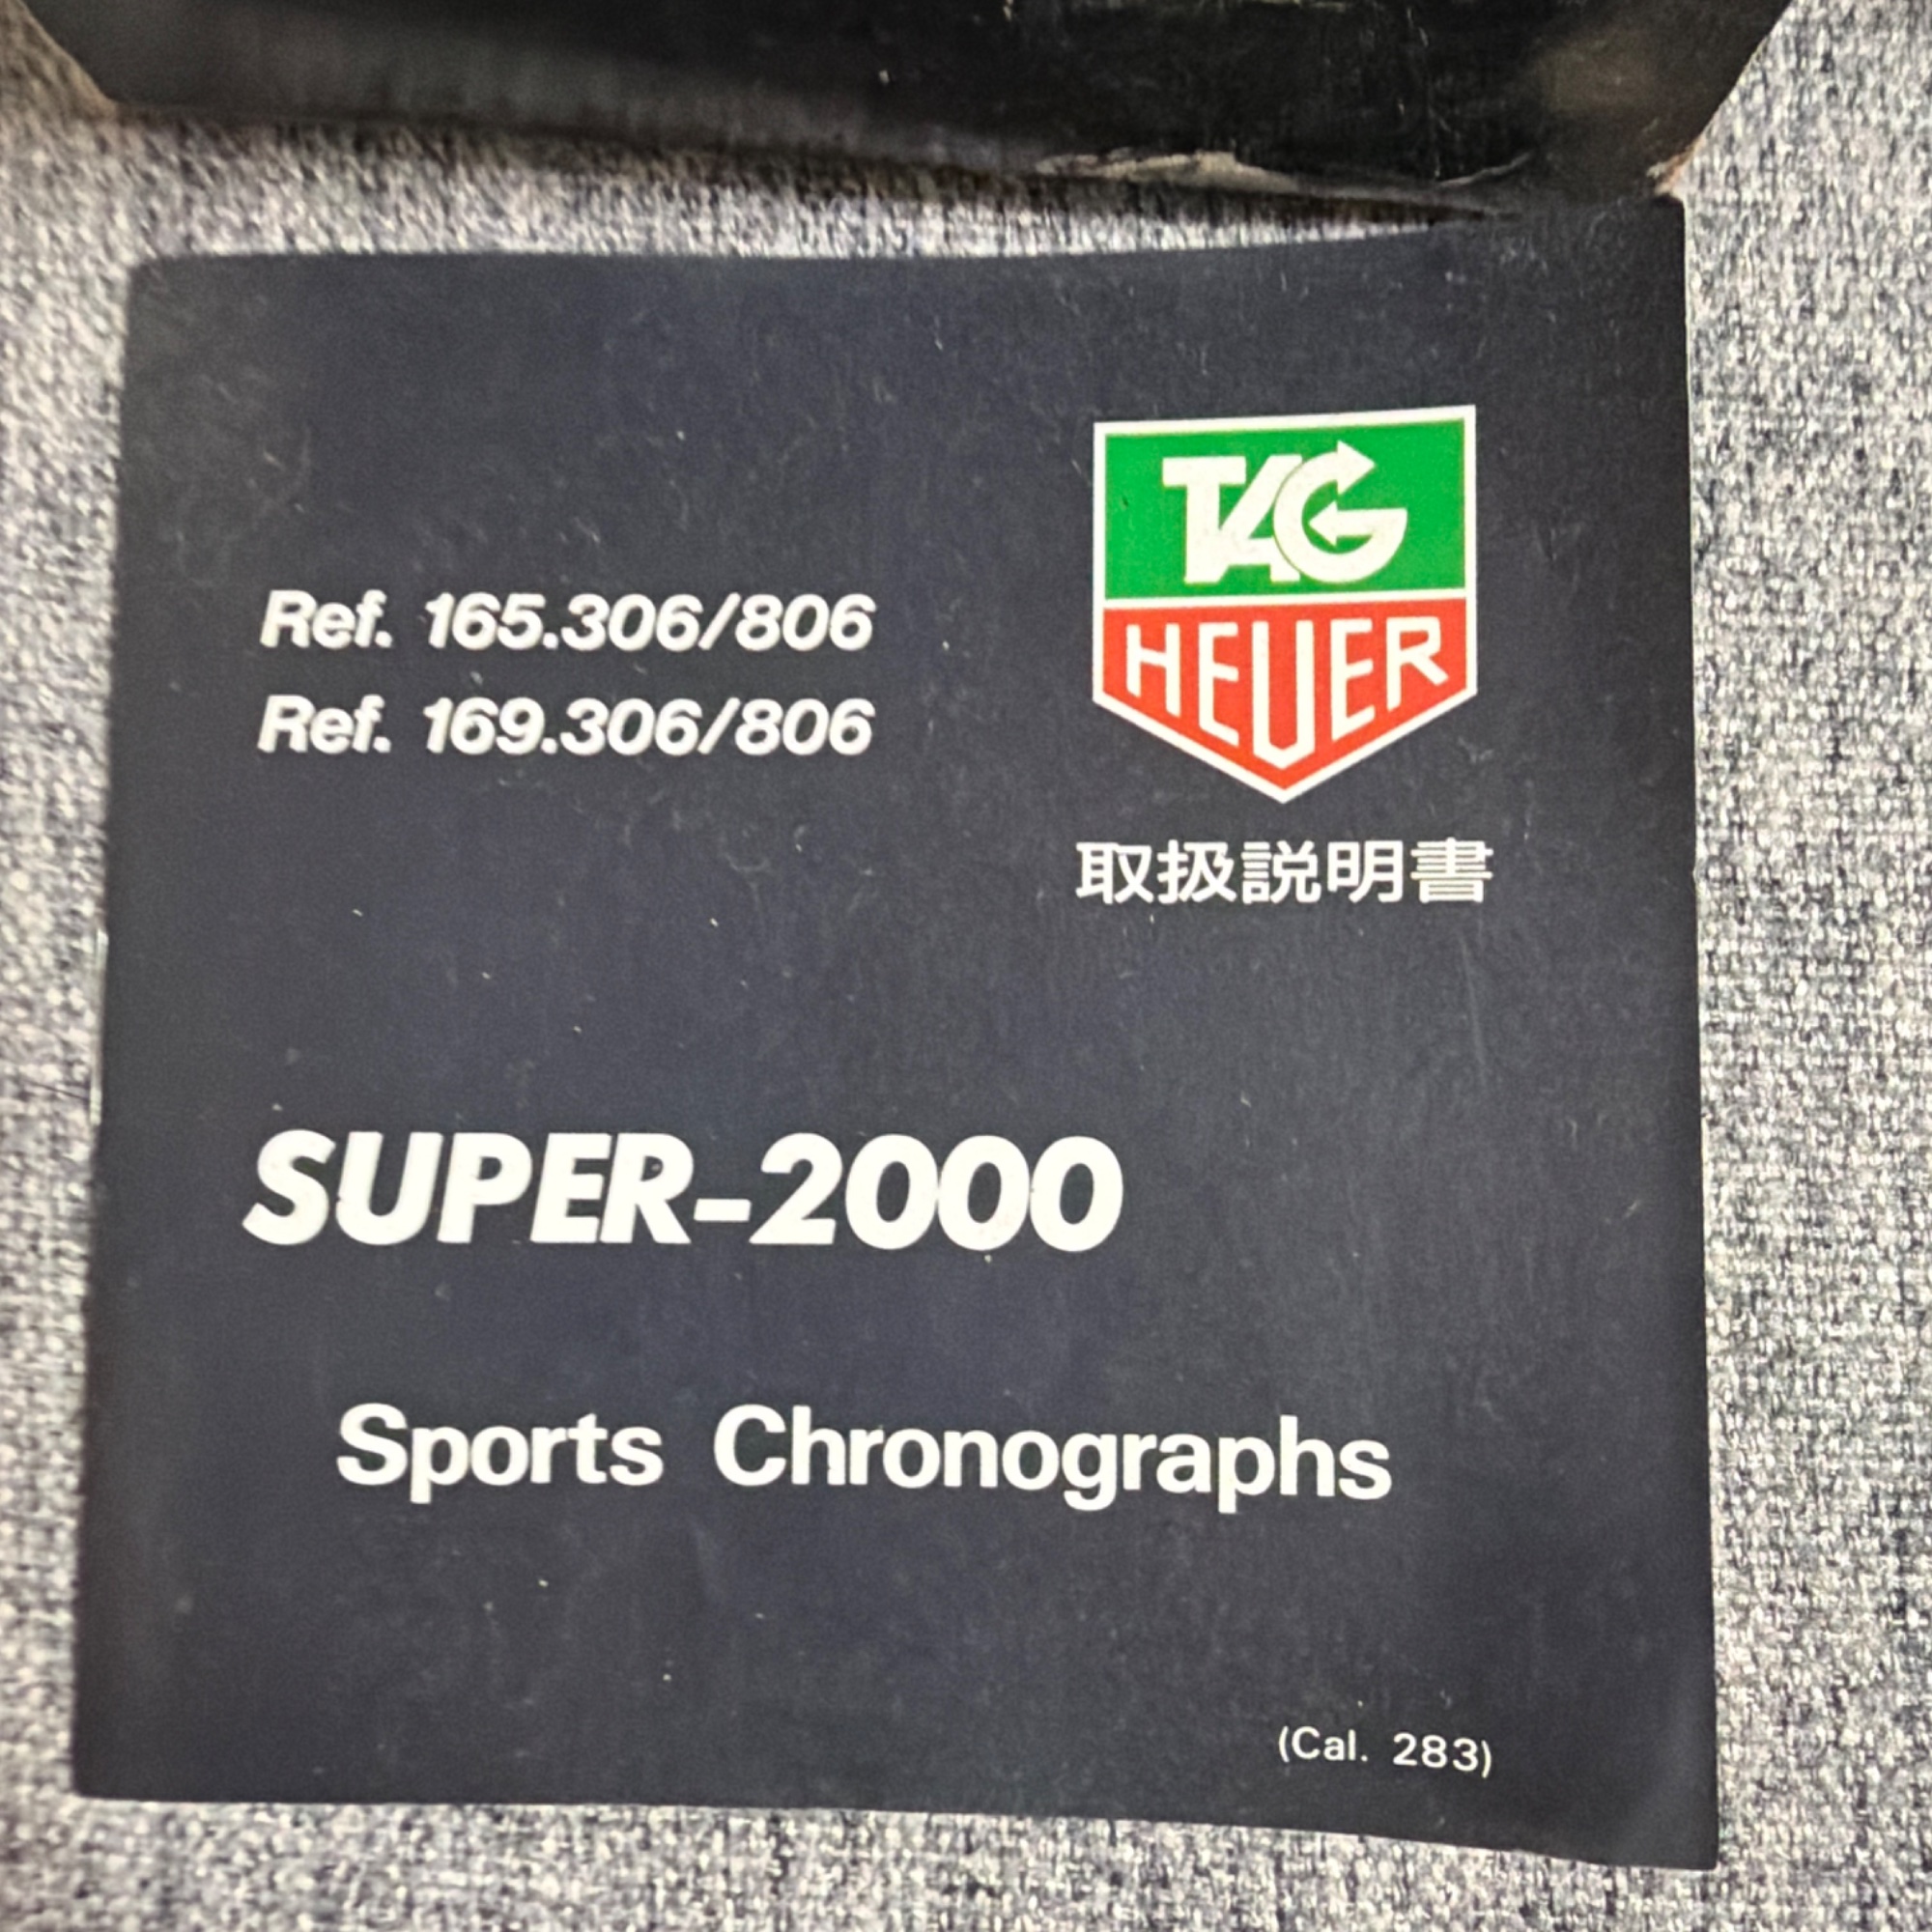 TAG
HEUER
Ref. 165.306/806
Ref. 169.306/806
取扱説明書
SUPER-2000
Sports Chronographs
(Cal. 283)